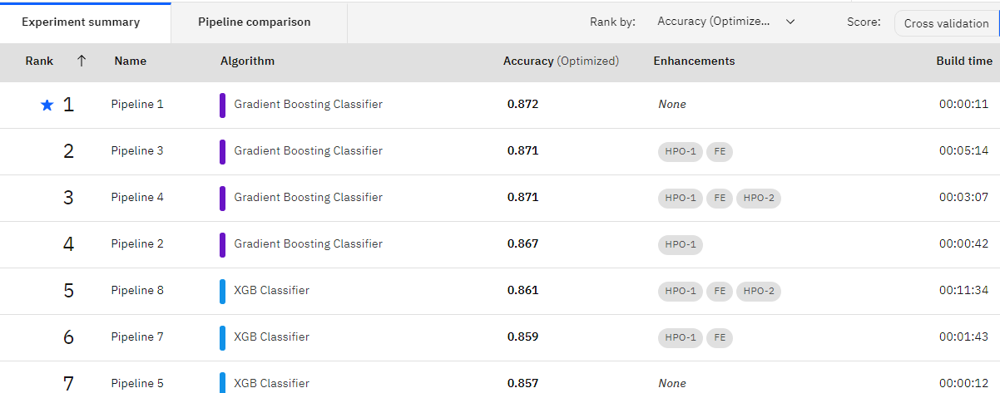 Experiment summary Pipeline comparison Rank by: Accuracy (Optimize... Score: Cross validation
Rank ↑ Name Algorithm Accuracy (Optimized) Enhancements Build time
1 Pipeline 1 Gradient Boosting Classifier 0.872 None 00:00:11
2 Pipeline 3 Gradient Boosting Classifier 0.871 HPO-1 FE 00:05:14
3 Pipeline 4 Gradient Boosting Classifier 0.871 HPO-1 FE HPO-2 00:03:07
4 Pipeline 2 Gradient Boosting Classifier 0.867 HPO-1 00:00:42
5 Pipeline 8 XGB Classifier 0.861 HPO-1 FE HPO-2 00:11:34
6 Pipeline 7 XGB Classifier 0.859 HPO-1 FE 00:01:43
7 Pipeline 5 XGB Classifier 0.857 None 00:00:12